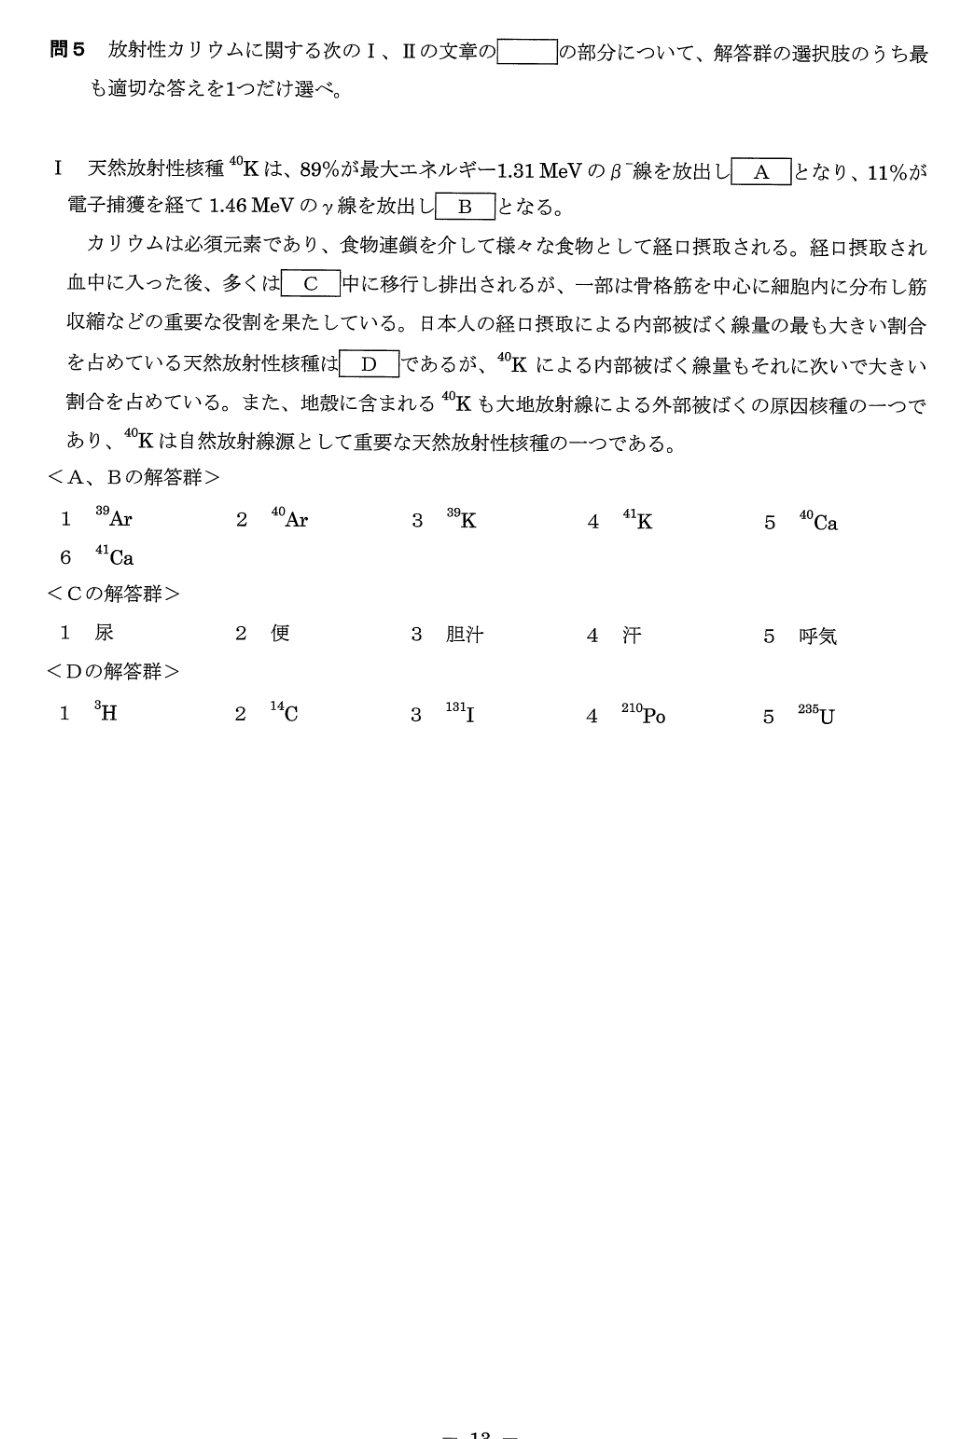 問5 放射性カリウムに関する次のⅠ、Ⅱの文章の の部分について、解答群の選択肢のうち最
も適切な答えを1つだけ選べ。
Ⅰ 天然放射性核種 ⁴⁰K は、89%が最大エネルギー1.31 MeV の β⁻線を放出し A となり、11%が
電子捕獲を経て 1.46 MeV の γ 線を放出し B となる。
カリウムは必須元素であり、食物連鎖を介して様々な食物として経口摂取される。経口摂取され
血中に入った後、多くは C 中に移行し排出されるが、一部は骨格筋を中心に細胞内に分布し筋
収縮などの重要な役割を果たしている。日本人の経口摂取による内部被ばく線量の最も大きい割合
を占めている天然放射性核種は D であるが、⁴⁰K による内部被ばく線量もそれに次いで大きい
割合を占めている。また、地殻に含まれる ⁴⁰K も大地放射線による外部被ばくの原因核種の一つで
あり、⁴⁰K は自然放射線源として重要な天然放射性核種の一つである。
＜A、Bの解答群＞
1 ³⁹Ar 2 ⁴⁰Ar 3 ³⁹K 4 ⁴¹K 5 ⁴⁰Ca
6 ⁴¹Ca
＜Cの解答群＞
1 尿 2 便 3 胆汁 4 汗 5 呼気
＜Dの解答群＞
1 ³H 2 ¹⁴C 3 ¹³¹I 4 ²¹⁰Po 5 ²³⁵U
− 13 −